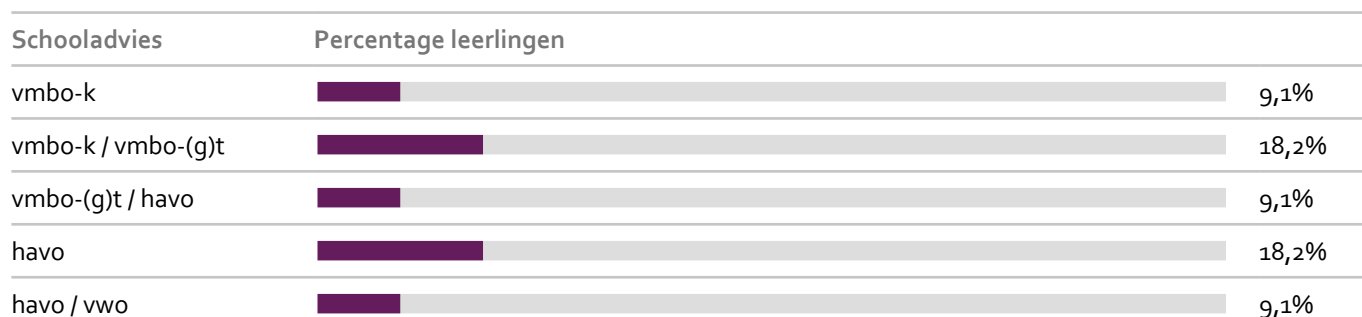 Schooladvies Percentage leerlingen
vmbo-k 9,1%
vmbo-k / vmbo-(g)t 18,2%
vmbo-(g)t / havo 9,1%
havo 18,2%
havo / vwo 9,1%